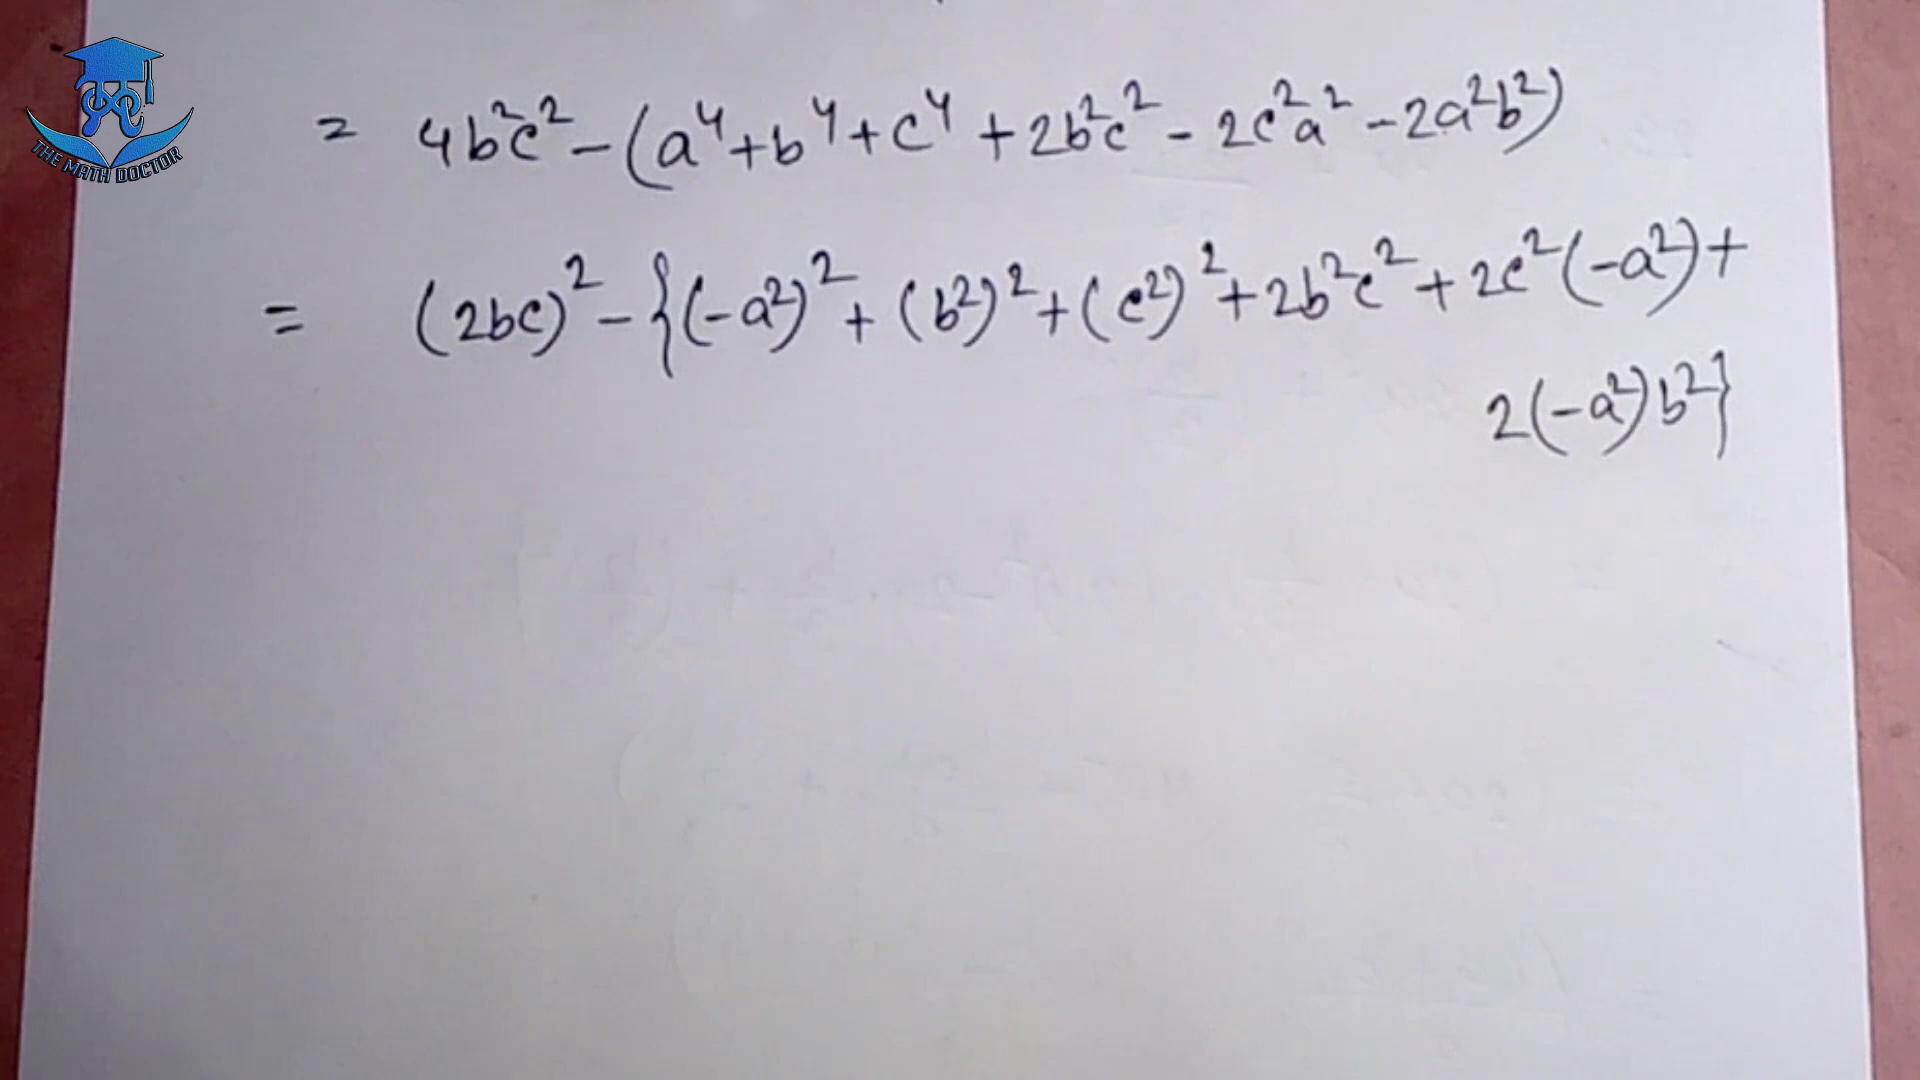 THE MATH DOCTOR
= 4b²c² - (a⁴ + b⁴ + c⁴ + 2b²c² - 2c²a² - 2a²b²)
= (2bc)² - {(-a²)² + (b²)² + (c²)² + 2b²c² + 2c²(-a²) +
2(-a²)b²}